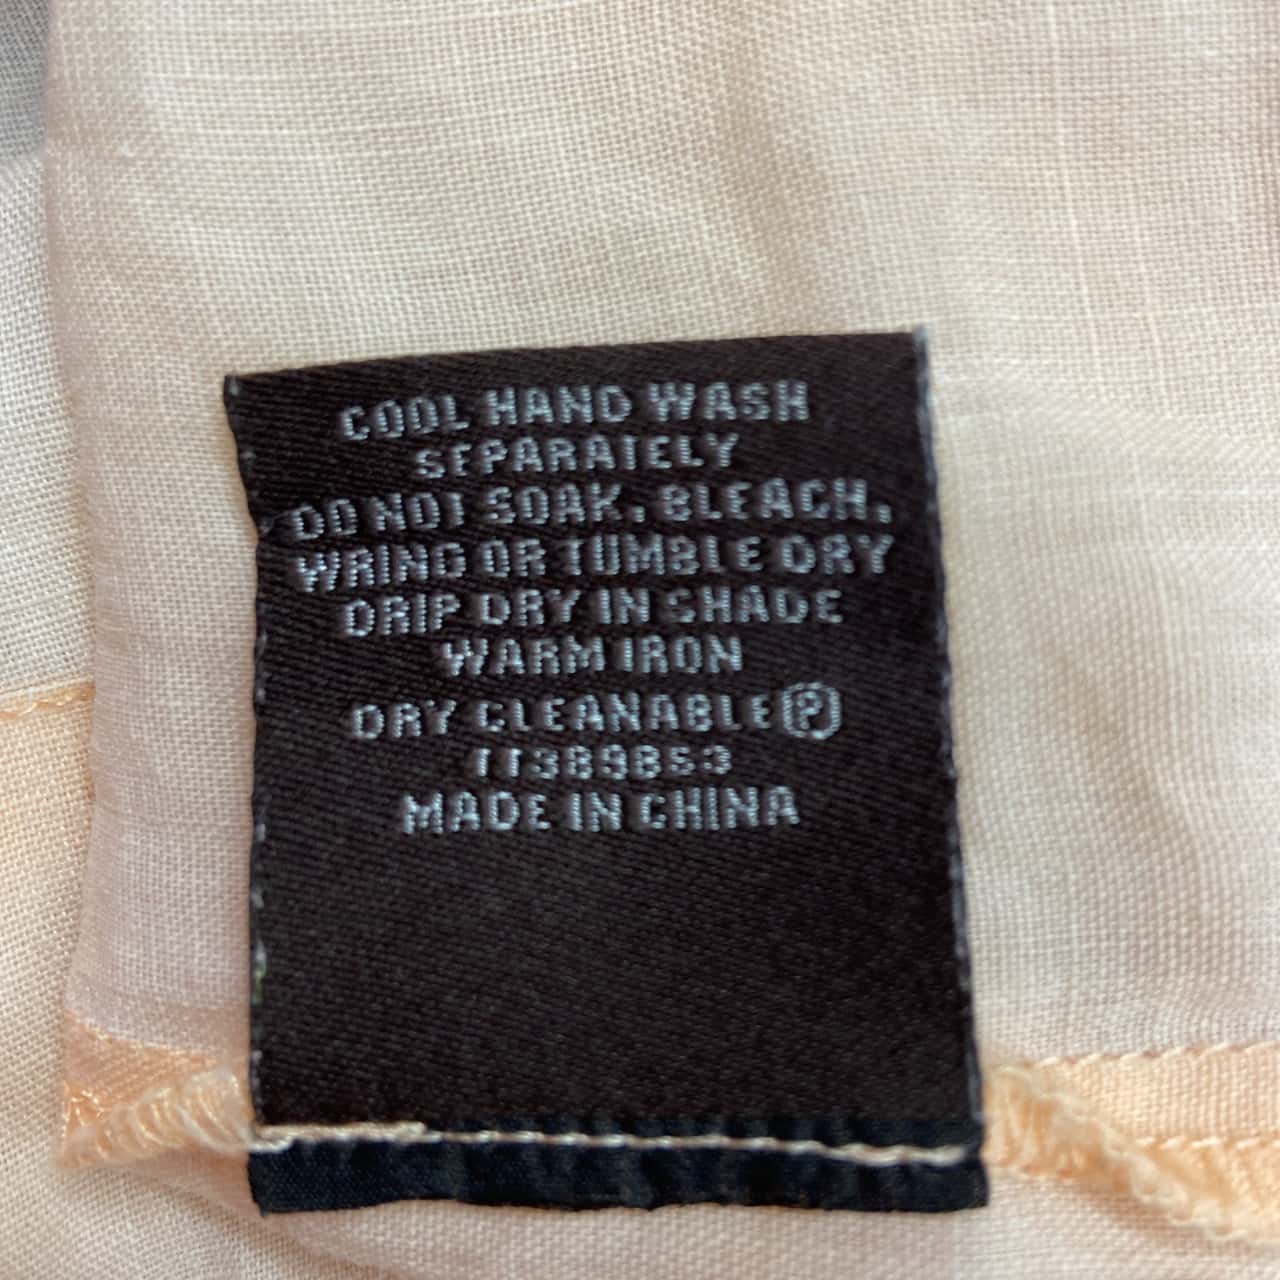 COOL HAND WASH
SEPARATELY
DO NOT SOAK, BLEACH,
WRING OR TUMBLE DRY
DRIP DRY IN SHADE
WARM IRON
DRY CLEANABLE Ⓟ
TT389853
MADE IN CHINA